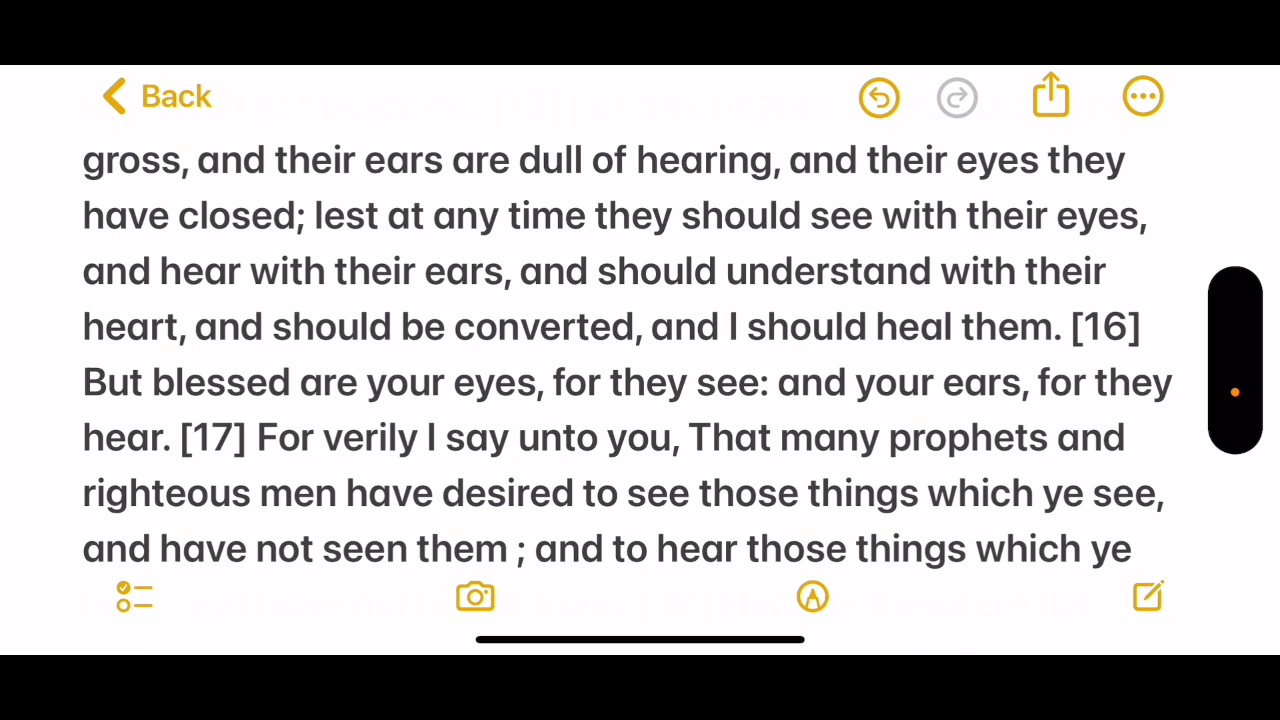 Back
gross, and their ears are dull of hearing, and their eyes they
have closed; lest at any time they should see with their eyes,
and hear with their ears, and should understand with their
heart, and should be converted, and I should heal them. [16]
But blessed are your eyes, for they see: and your ears, for they
hear. [17] For verily I say unto you, That many prophets and
righteous men have desired to see those things which ye see,
and have not seen them ; and to hear those things which ye